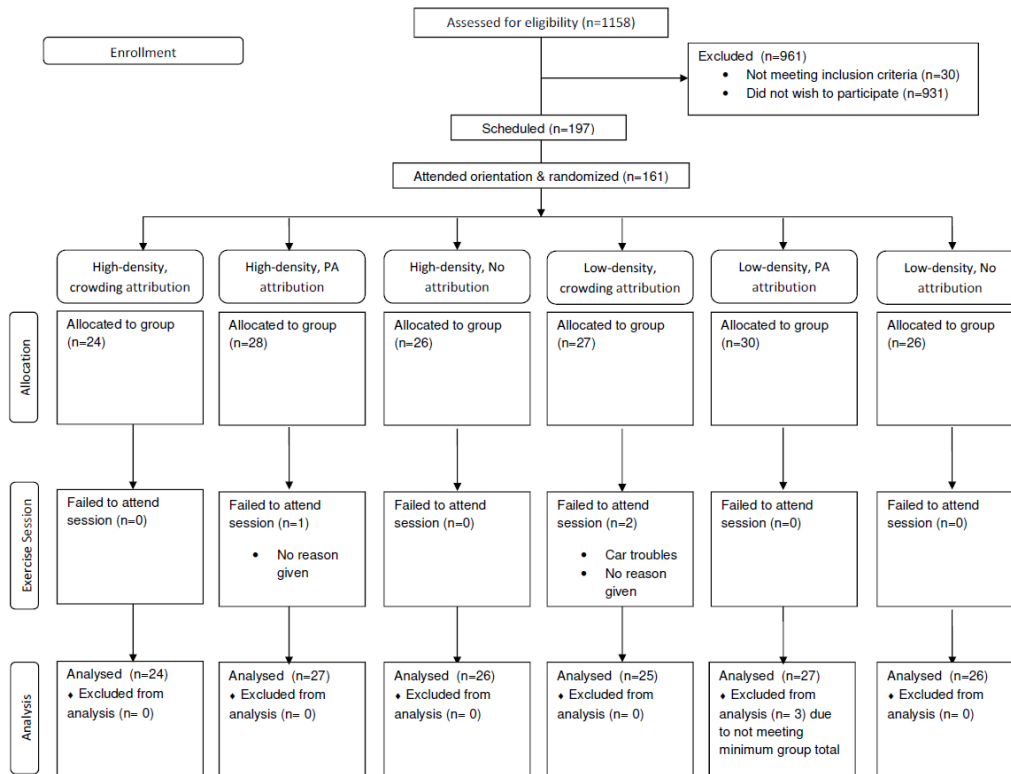 Assessed for eligibility (n=1158)
Enrollment
Excluded (n=961)
• Not meeting inclusion criteria (n=30)
• Did not wish to participate (n=931)
Scheduled (n=197)
Attended orientation & randomized (n=161)
High-density,
crowding attribution
High-density, PA
attribution
High-density, No
attribution
Low-density,
crowding attribution
Low-density, PA
attribution
Low-density, No
attribution
Allocation
Allocated to group
(n=24)
Allocated to group
(n=28)
Allocated to group
(n=26)
Allocated to group
(n=27)
Allocated to group
(n=30)
Allocated to group
(n=26)
Exercise Session
Failed to attend
session (n=0)
Failed to attend
session (n=1)
• No reason
given
Failed to attend
session (n=0)
Failed to attend
session (n=2)
• Car troubles
• No reason
given
Failed to attend
session (n=0)
Failed to attend
session (n=0)
Analysis
Analysed (n=24)
♦ Excluded from
analysis (n= 0)
Analysed (n=27)
♦ Excluded from
analysis (n= 0)
Analysed (n=26)
♦ Excluded from
analysis (n= 0)
Analysed (n=25)
♦ Excluded from
analysis (n= 0)
Analysed (n=27)
♦ Excluded from
analysis (n= 3) due
to not meeting
minimum group total
Analysed (n=26)
♦ Excluded from
analysis (n= 0)